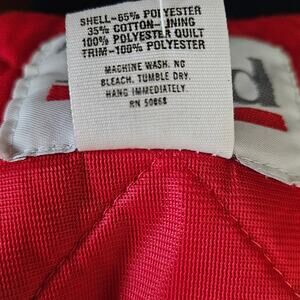 SHELL-65% POLYESTER
35% COTTON-LINING
100% POLYESTER QUILT
TRIM-100% POLYESTER
MACHINE WASH. NO
BLEACH. TUMBLE DRY.
HANG IMMEDIATELY
RN 50868